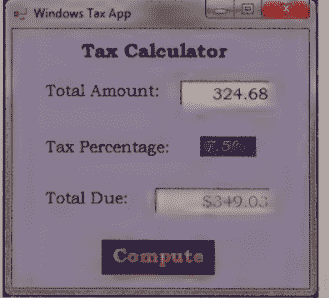 Windows Tax App
Tax Calculator
Total Amount: 324.68
Tax Percentage: 7.5%
Total Due: $349.03
Compute